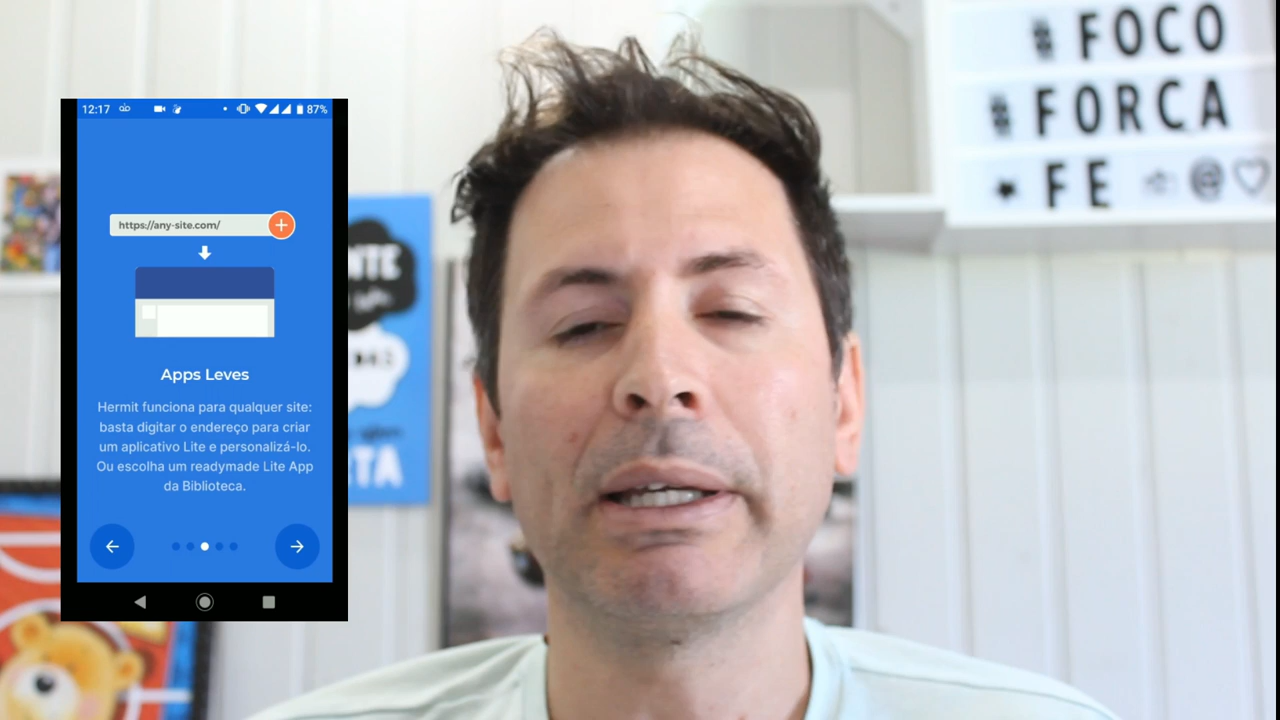 12:17
87%
https://any-site.com/
Apps Leves
Hermit funciona para qualquer site:
basta digitar o endereço para criar
um aplicativo Lite e personalizá-lo.
Ou escolha um readymade Lite App
da Biblioteca.
# FOCO
# FORCA
★ FE @♡